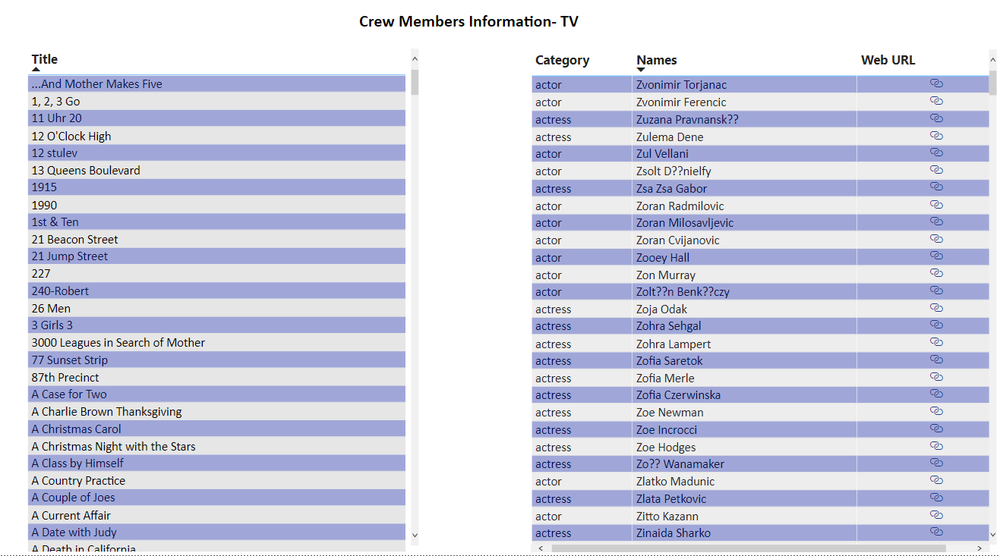 Crew Members Information- TV
Title
...And Mother Makes Five
1, 2, 3 Go
11 Uhr 20
12 O'Clock High
12 stulev
13 Queens Boulevard
1915
1990
1st & Ten
21 Beacon Street
21 Jump Street
227
240-Robert
26 Men
3 Girls 3
3000 Leagues in Search of Mother
77 Sunset Strip
87th Precinct
A Case for Two
A Charlie Brown Thanksgiving
A Christmas Carol
A Christmas Night with the Stars
A Class by Himself
A Country Practice
A Couple of Joes
A Current Affair
A Date with Judy
A Death in California
Category Names Web URL
actor Zvonimir Torjanac
actor Zvonimir Ferencic
actress Zuzana Pravnansk??
actress Zulema Dene
actor Zul Vellani
actor Zsolt D??nielfy
actress Zsa Zsa Gabor
actor Zoran Radmilovic
actor Zoran Milosavljevic
actor Zoran Cvijanovic
actor Zooey Hall
actor Zon Murray
actor Zolt??n Benk??czy
actress Zoja Odak
actress Zohra Sehgal
actress Zohra Lampert
actress Zofia Saretok
actress Zofia Merle
actress Zofia Czerwinska
actress Zoe Newman
actress Zoe Incrocci
actress Zoe Hodges
actress Zo?? Wanamaker
actor Zlatko Madunic
actress Zlata Petkovic
actor Zitto Kazann
actress Zinaida Sharko